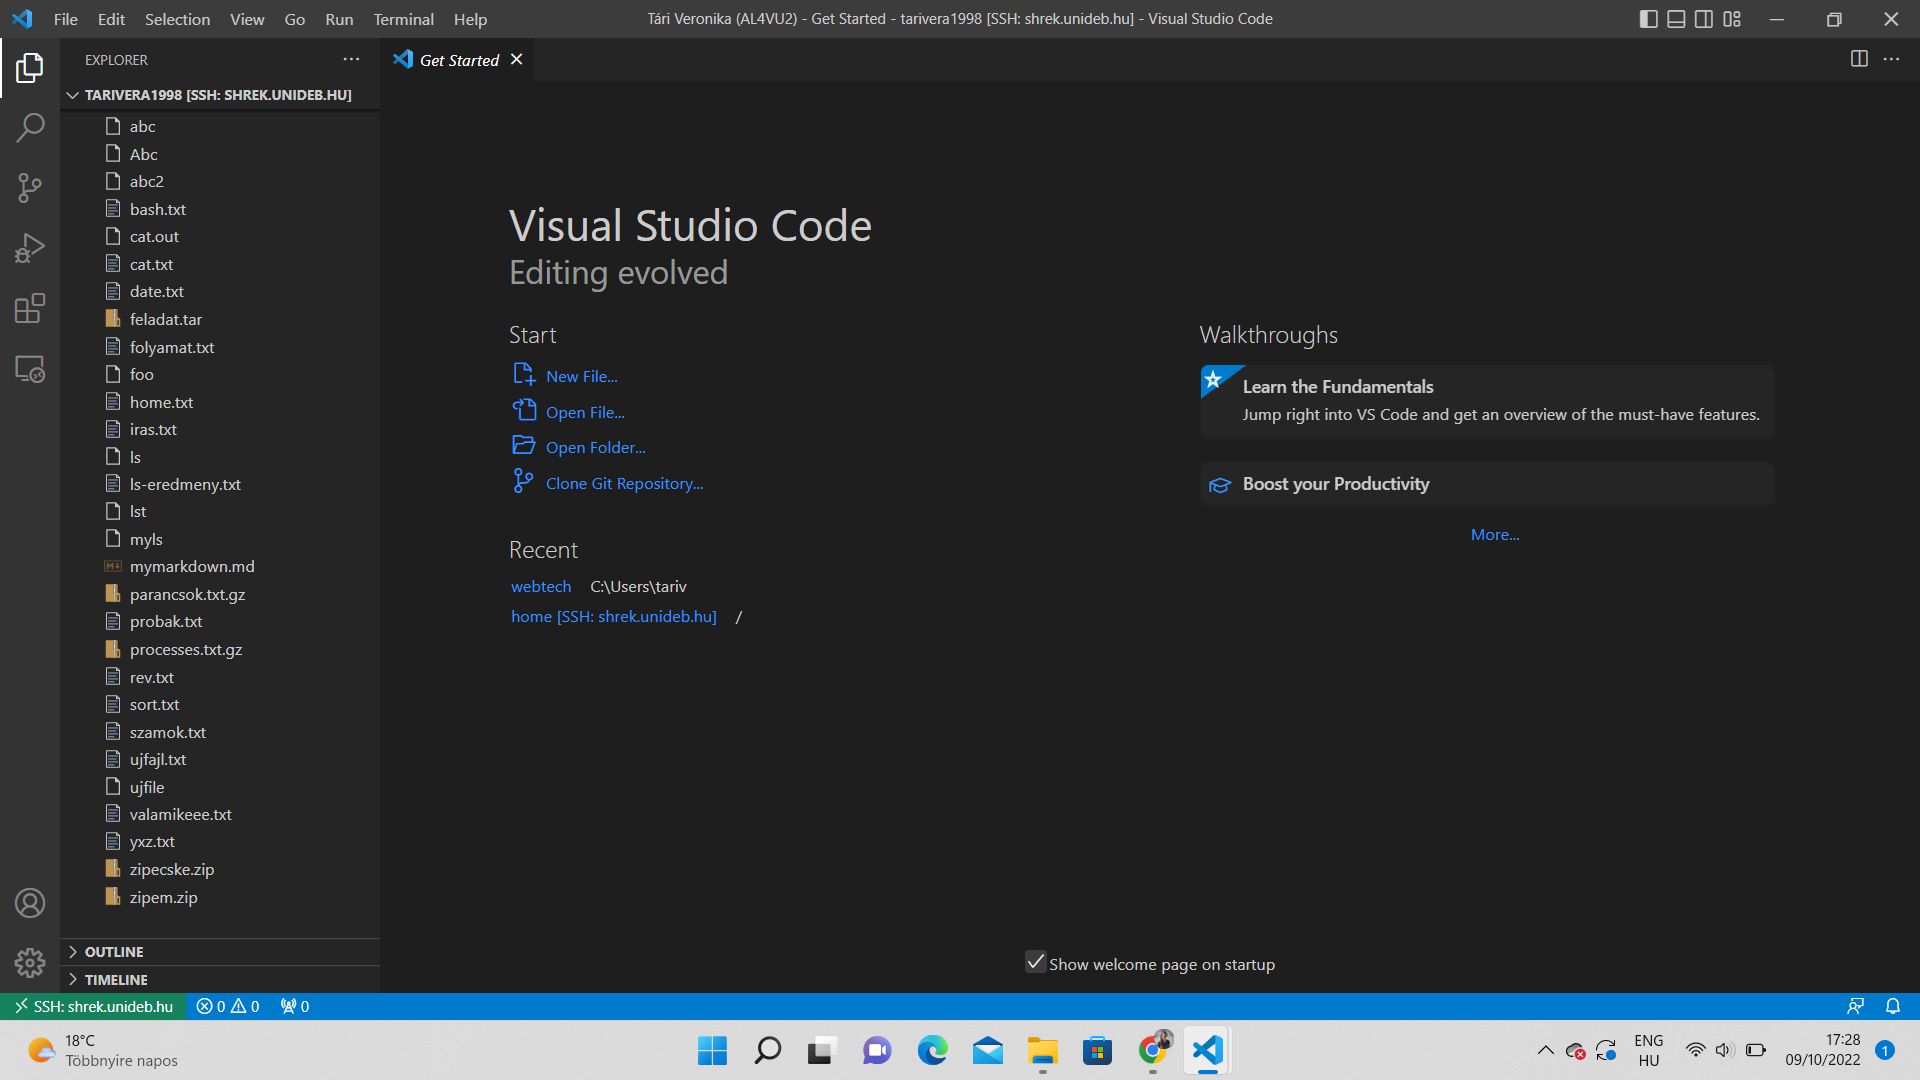 File Edit Selection View Go Run Terminal Help
Tári Veronika (AL4VU2) - Get Started - tarivera1998 [SSH: shrek.unideb.hu] - Visual Studio Code
EXPLORER
Get Started
TARIVERA1998 [SSH: SHREK.UNIDEB.HU]
abc
Abc
abc2
bash.txt
cat.out
cat.txt
date.txt
feladat.tar
folyamat.txt
foo
home.txt
iras.txt
ls
ls-eredmeny.txt
lst
myls
mymarkdown.md
parancsok.txt.gz
probak.txt
processes.txt.gz
rev.txt
sort.txt
szamok.txt
ujfajl.txt
ujfile
valamikeee.txt
yxz.txt
zipecske.zip
zipem.zip
OUTLINE
TIMELINE
Visual Studio Code
Editing evolved
Start
New File...
Open File...
Open Folder...
Clone Git Repository...
Recent
webtech C:\Users\tariv
home [SSH: shrek.unideb.hu] /
Walkthroughs
Learn the Fundamentals
Jump right into VS Code and get an overview of the must-have features.
Boost your Productivity
More...
Show welcome page on startup
SSH: shrek.unideb.hu 0 0 0
18°C
Többnyire napos
ENG
HU
17:28
09/10/2022
1